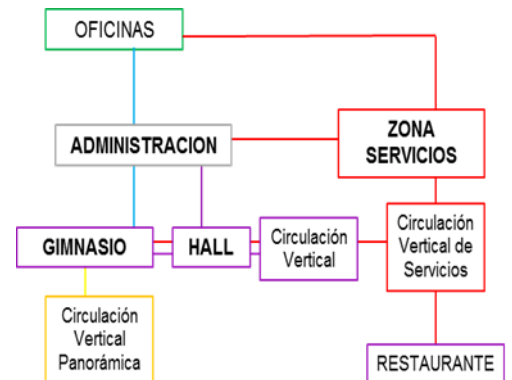 OFICINAS
ADMINISTRACION
ZONA
SERVICIOS
GIMNASIO
HALL
Circulación
Vertical
Circulación
Vertical de
Servicios
Circulación
Vertical
Panorámica
RESTAURANTE